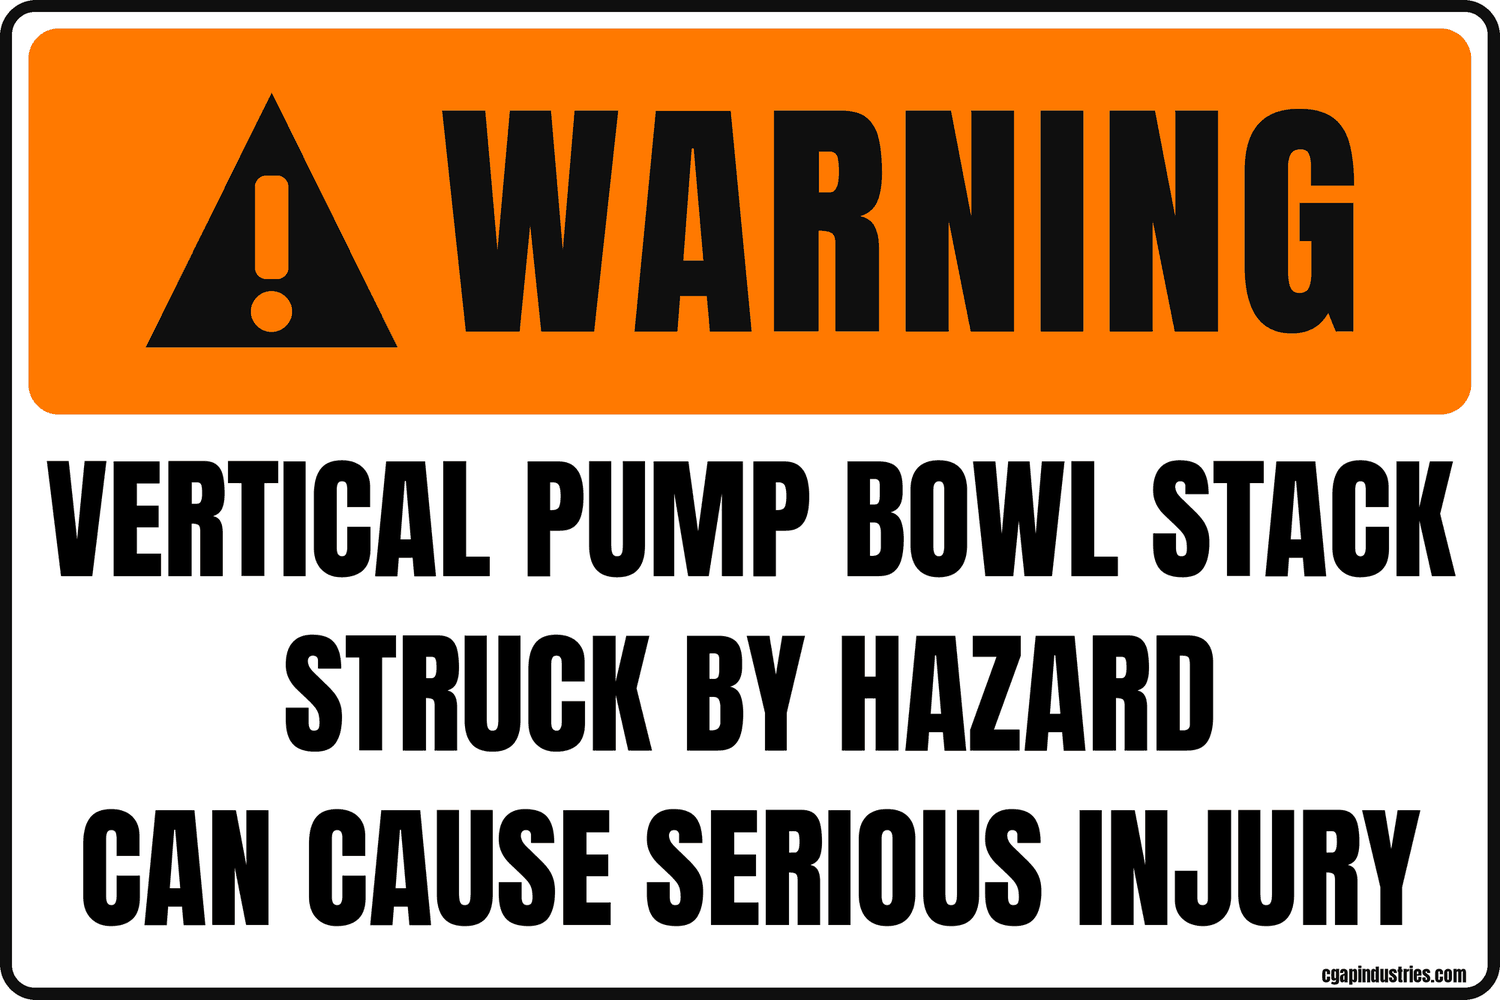 WARNING
VERTICAL PUMP BOWL STACK
STRUCK BY HAZARD
CAN CAUSE SERIOUS INJURY
cgapindustries.com